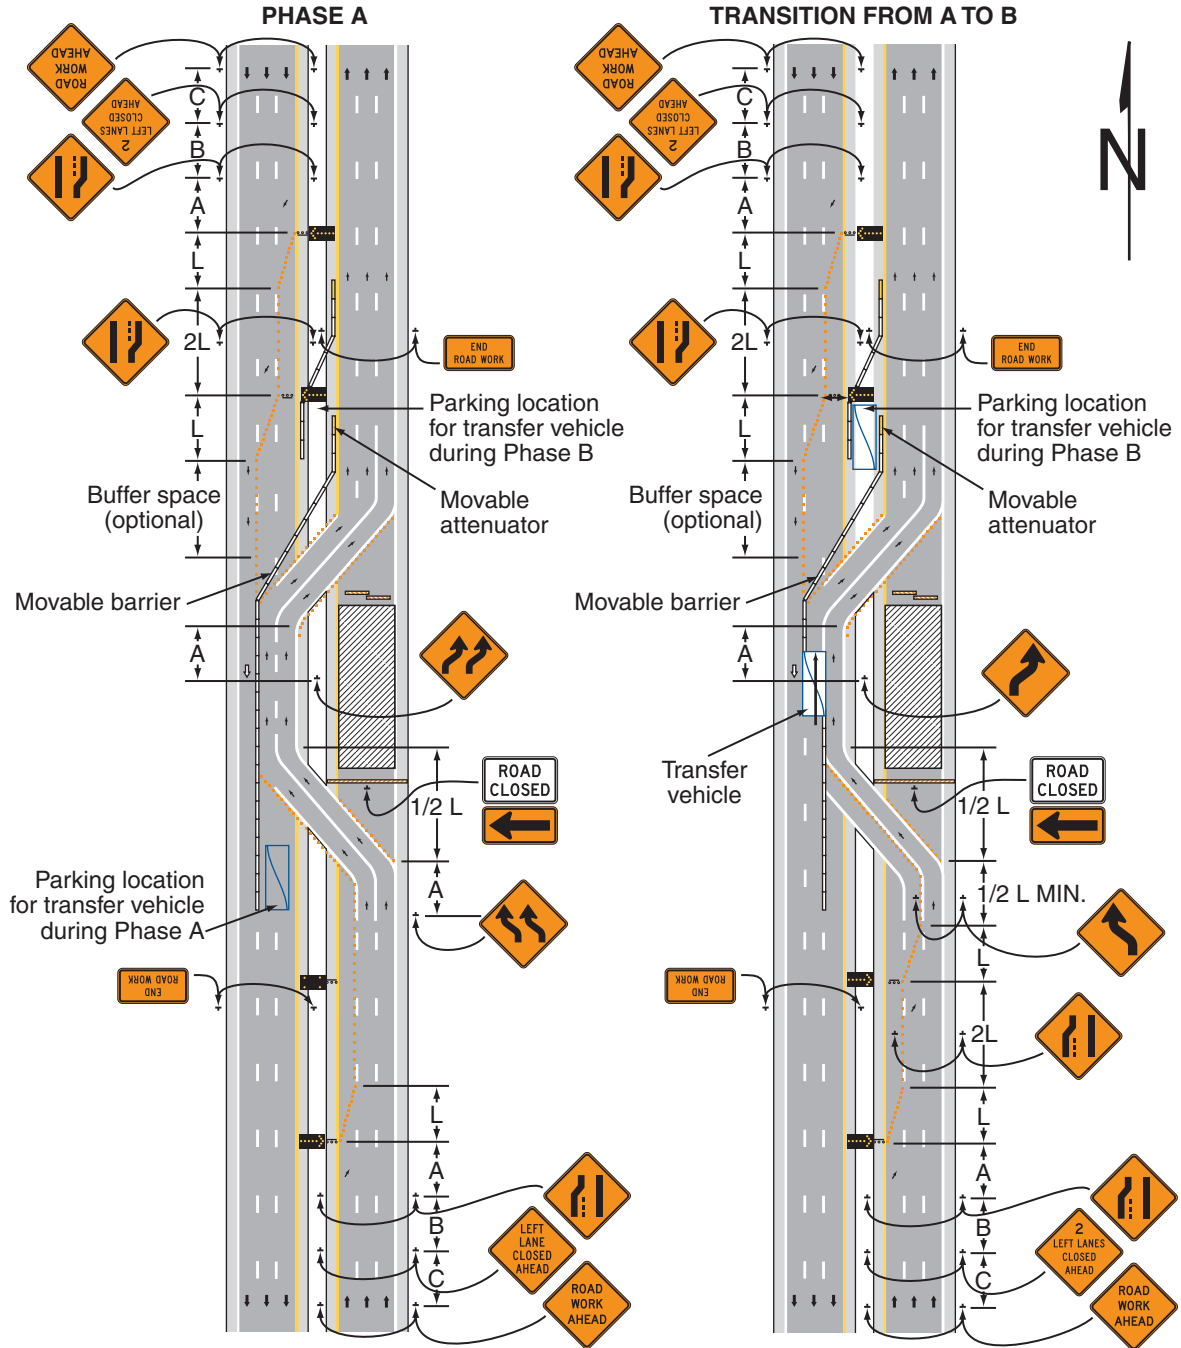 PHASE A
ROAD
WORK
AHEAD
2
LEFT LANES
CLOSED
AHEAD
C
B
A
L
2L
L
END
ROAD WORK
Parking location
for transfer vehicle
during Phase B
Buffer space
(optional)
Movable
attenuator
Movable barrier
A
ROAD
CLOSED
1/2 L
Parking location
for transfer vehicle
during Phase A
A
END
ROAD WORK
L
A
B
C
LEFT
LANE
CLOSED
AHEAD
ROAD
WORK
AHEAD
TRANSITION FROM A TO B
ROAD
WORK
AHEAD
2
LEFT LANES
CLOSED
AHEAD
N
C
B
A
L
2L
L
END
ROAD WORK
Parking location
for transfer vehicle
during Phase B
Buffer space
(optional)
Movable
attenuator
Movable barrier
A
Transfer
vehicle
ROAD
CLOSED
1/2 L
1/2 L MIN.
L
END
ROAD WORK
2L
L
A
B
C
2
LEFT LANES
CLOSED
AHEAD
ROAD
WORK
AHEAD